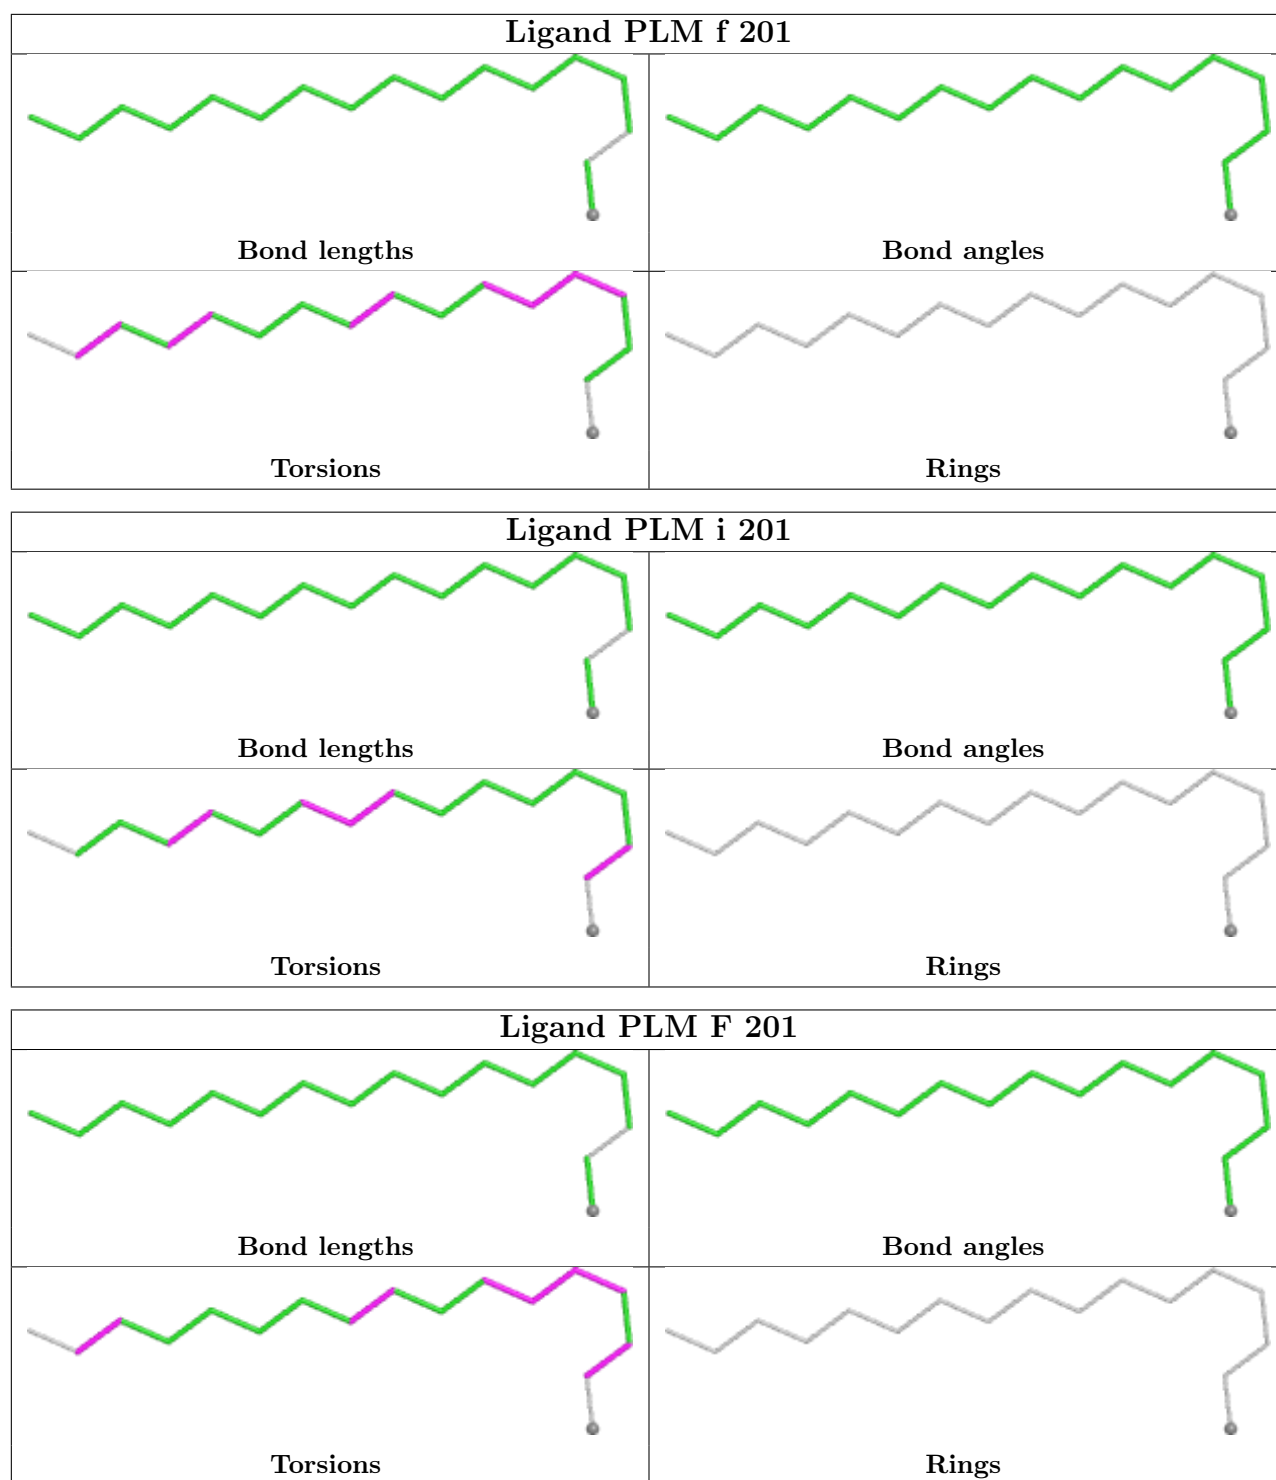 Ligand PLM f 201
Bond lengths
Bond angles
Torsions
Rings
Ligand PLM i 201
Bond lengths
Bond angles
Torsions
Rings
Ligand PLM F 201
Bond lengths
Bond angles
Torsions
Rings